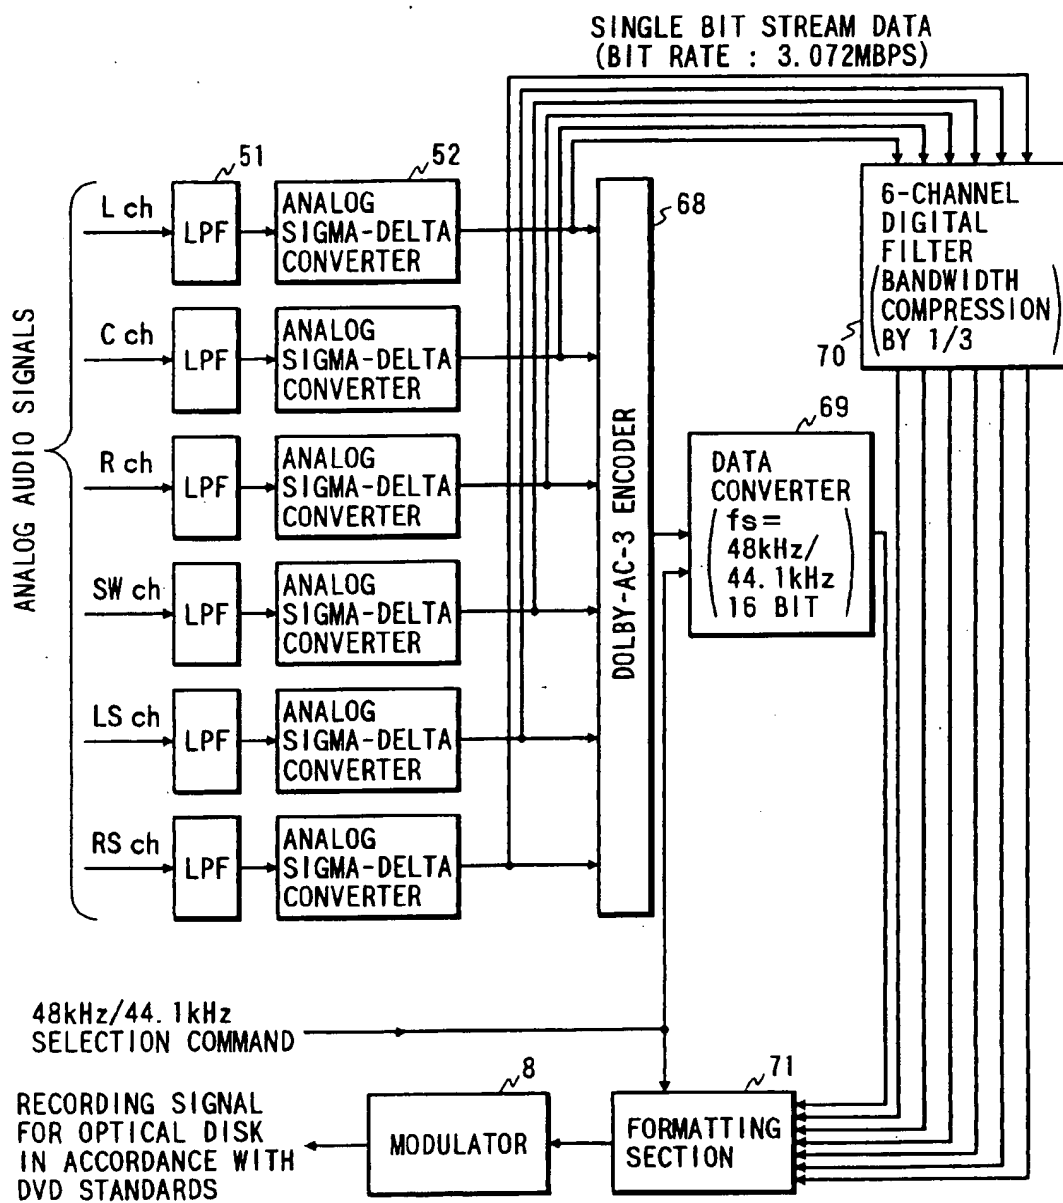 SINGLE BIT STREAM DATA
(BIT RATE : 3.072MBPS)
51
52
68
6-CHANNEL
DIGITAL
FILTER
(BANDWIDTH
COMPRESSION
BY 1/3)
70
ANALOG AUDIO SIGNALS
L ch
LPF
ANALOG
SIGMA-DELTA
CONVERTER
C ch
LPF
ANALOG
SIGMA-DELTA
CONVERTER
R ch
LPF
ANALOG
SIGMA-DELTA
CONVERTER
SW ch
LPF
ANALOG
SIGMA-DELTA
CONVERTER
LS ch
LPF
ANALOG
SIGMA-DELTA
CONVERTER
RS ch
LPF
ANALOG
SIGMA-DELTA
CONVERTER
DOLBY-AC-3 ENCODER
69
DATA
CONVERTER
(fs=
48kHz/
44.1kHz
16 BIT)
48kHz/44.1kHz
SELECTION COMMAND
8
71
RECORDING SIGNAL
FOR OPTICAL DISK
IN ACCORDANCE WITH
DVD STANDARDS
MODULATOR
FORMATTING
SECTION